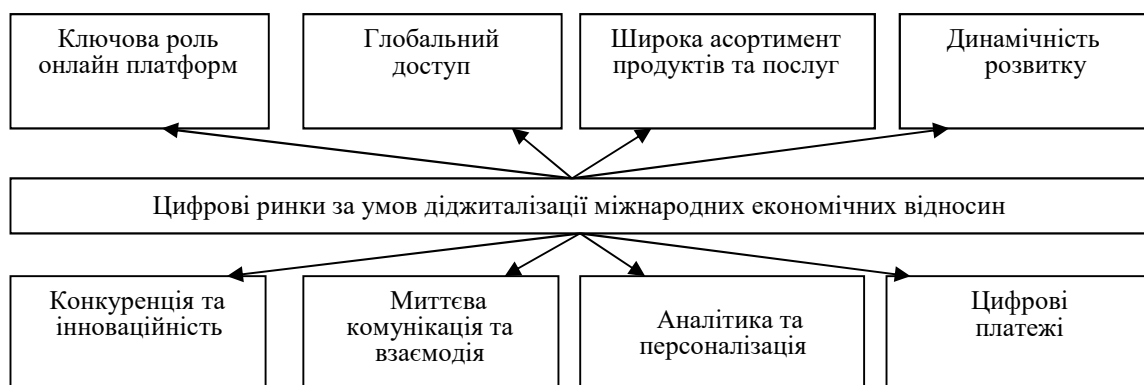 Ключова роль
онлайн платформ
Глобальний
доступ
Широка асортимент
продуктів та послуг
Динамічність
розвитку
Цифрові ринки за умов діджиталізації міжнародних економічних відносин
Конкуренція та
інноваційність
Миттєва
комунікація та
взаємодія
Аналітика та
персоналізація
Цифрові
платежі